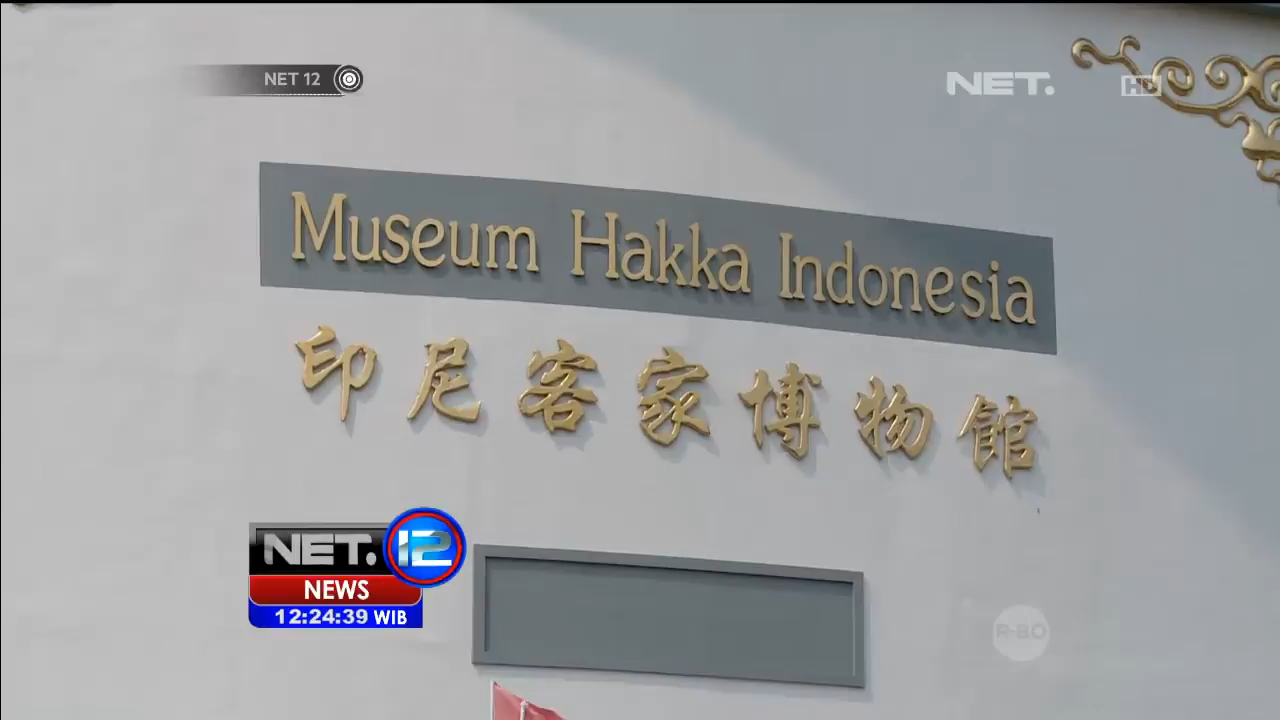 NET 12
NET. HD
Museum Hakka Indonesia
印尼客家博物館
NET. 12
NEWS
12:24:39 WIB
R-BO